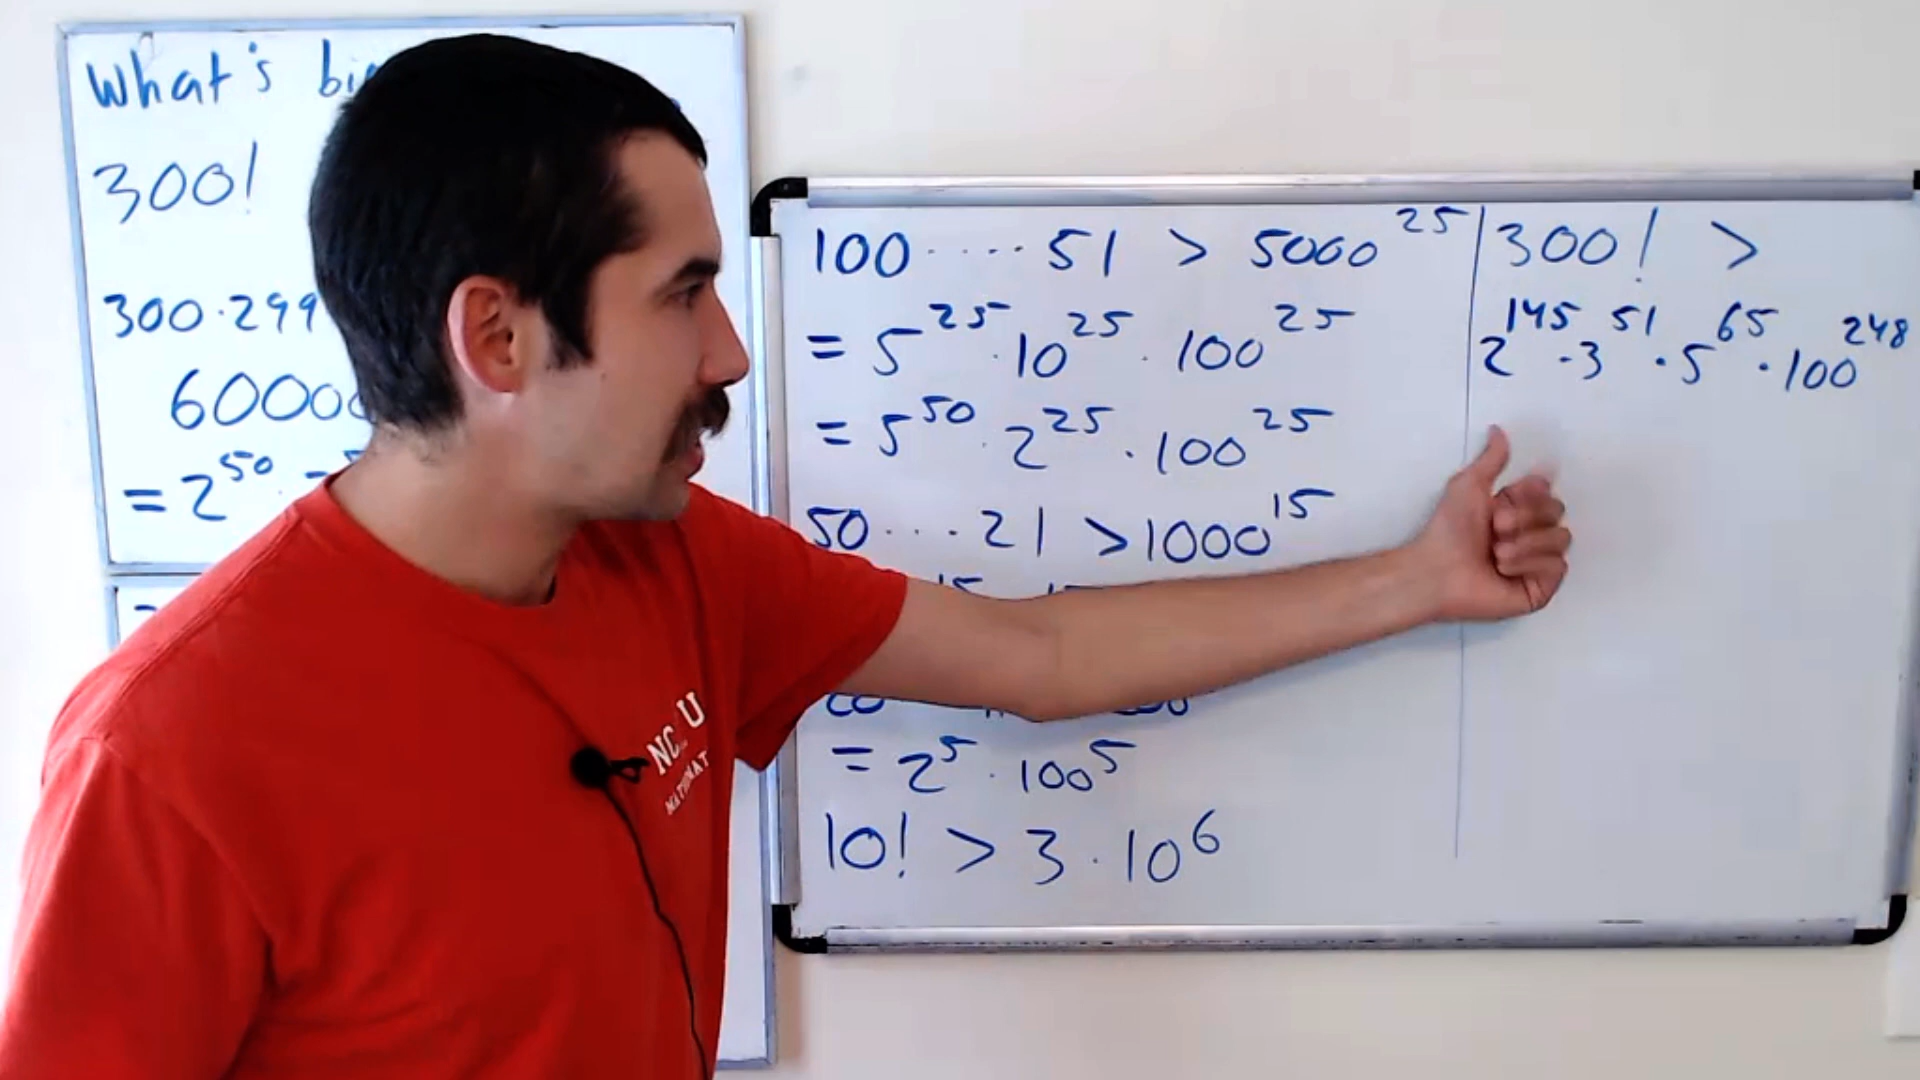 What's
300!
300·299
6000
= 2^50 ·
100 ···· 51 > 5000^25
= 5^25 · 10^25 · 100^25
= 5^50 · 2^25 · 100^25
50 ··· 21 > 1000^15
= 2^5 · 100^5
10! > 3 · 10^6
300! >
2^145 · 3^51 · 5^65 · 100^248